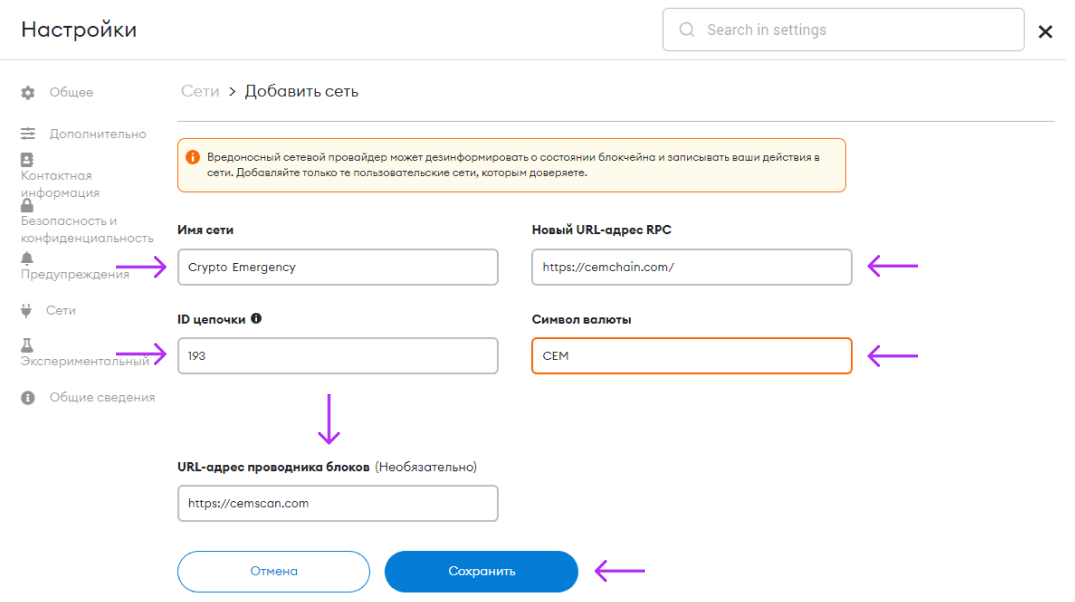 Настройки
Search in settings
Общее
Дополнительно
Контактная
информация
Безопасность и
конфиденциальность
Предупреждения
Сети
Экспериментальный
Общие сведения
Сети > Добавить сеть
Вредоносный сетевой провайдер может дезинформировать о состоянии блокчейна и записывать ваши действия в
сети. Добавляйте только те пользовательские сети, которым доверяете.
Имя сети
Crypto Emergency
Новый URL-адрес RPC
https://cemchain.com/
ID цепочки
193
Символ валюты
CEM
URL-адрес проводника блоков (Необязательно)
https://cemscan.com
Отмена
Сохранить